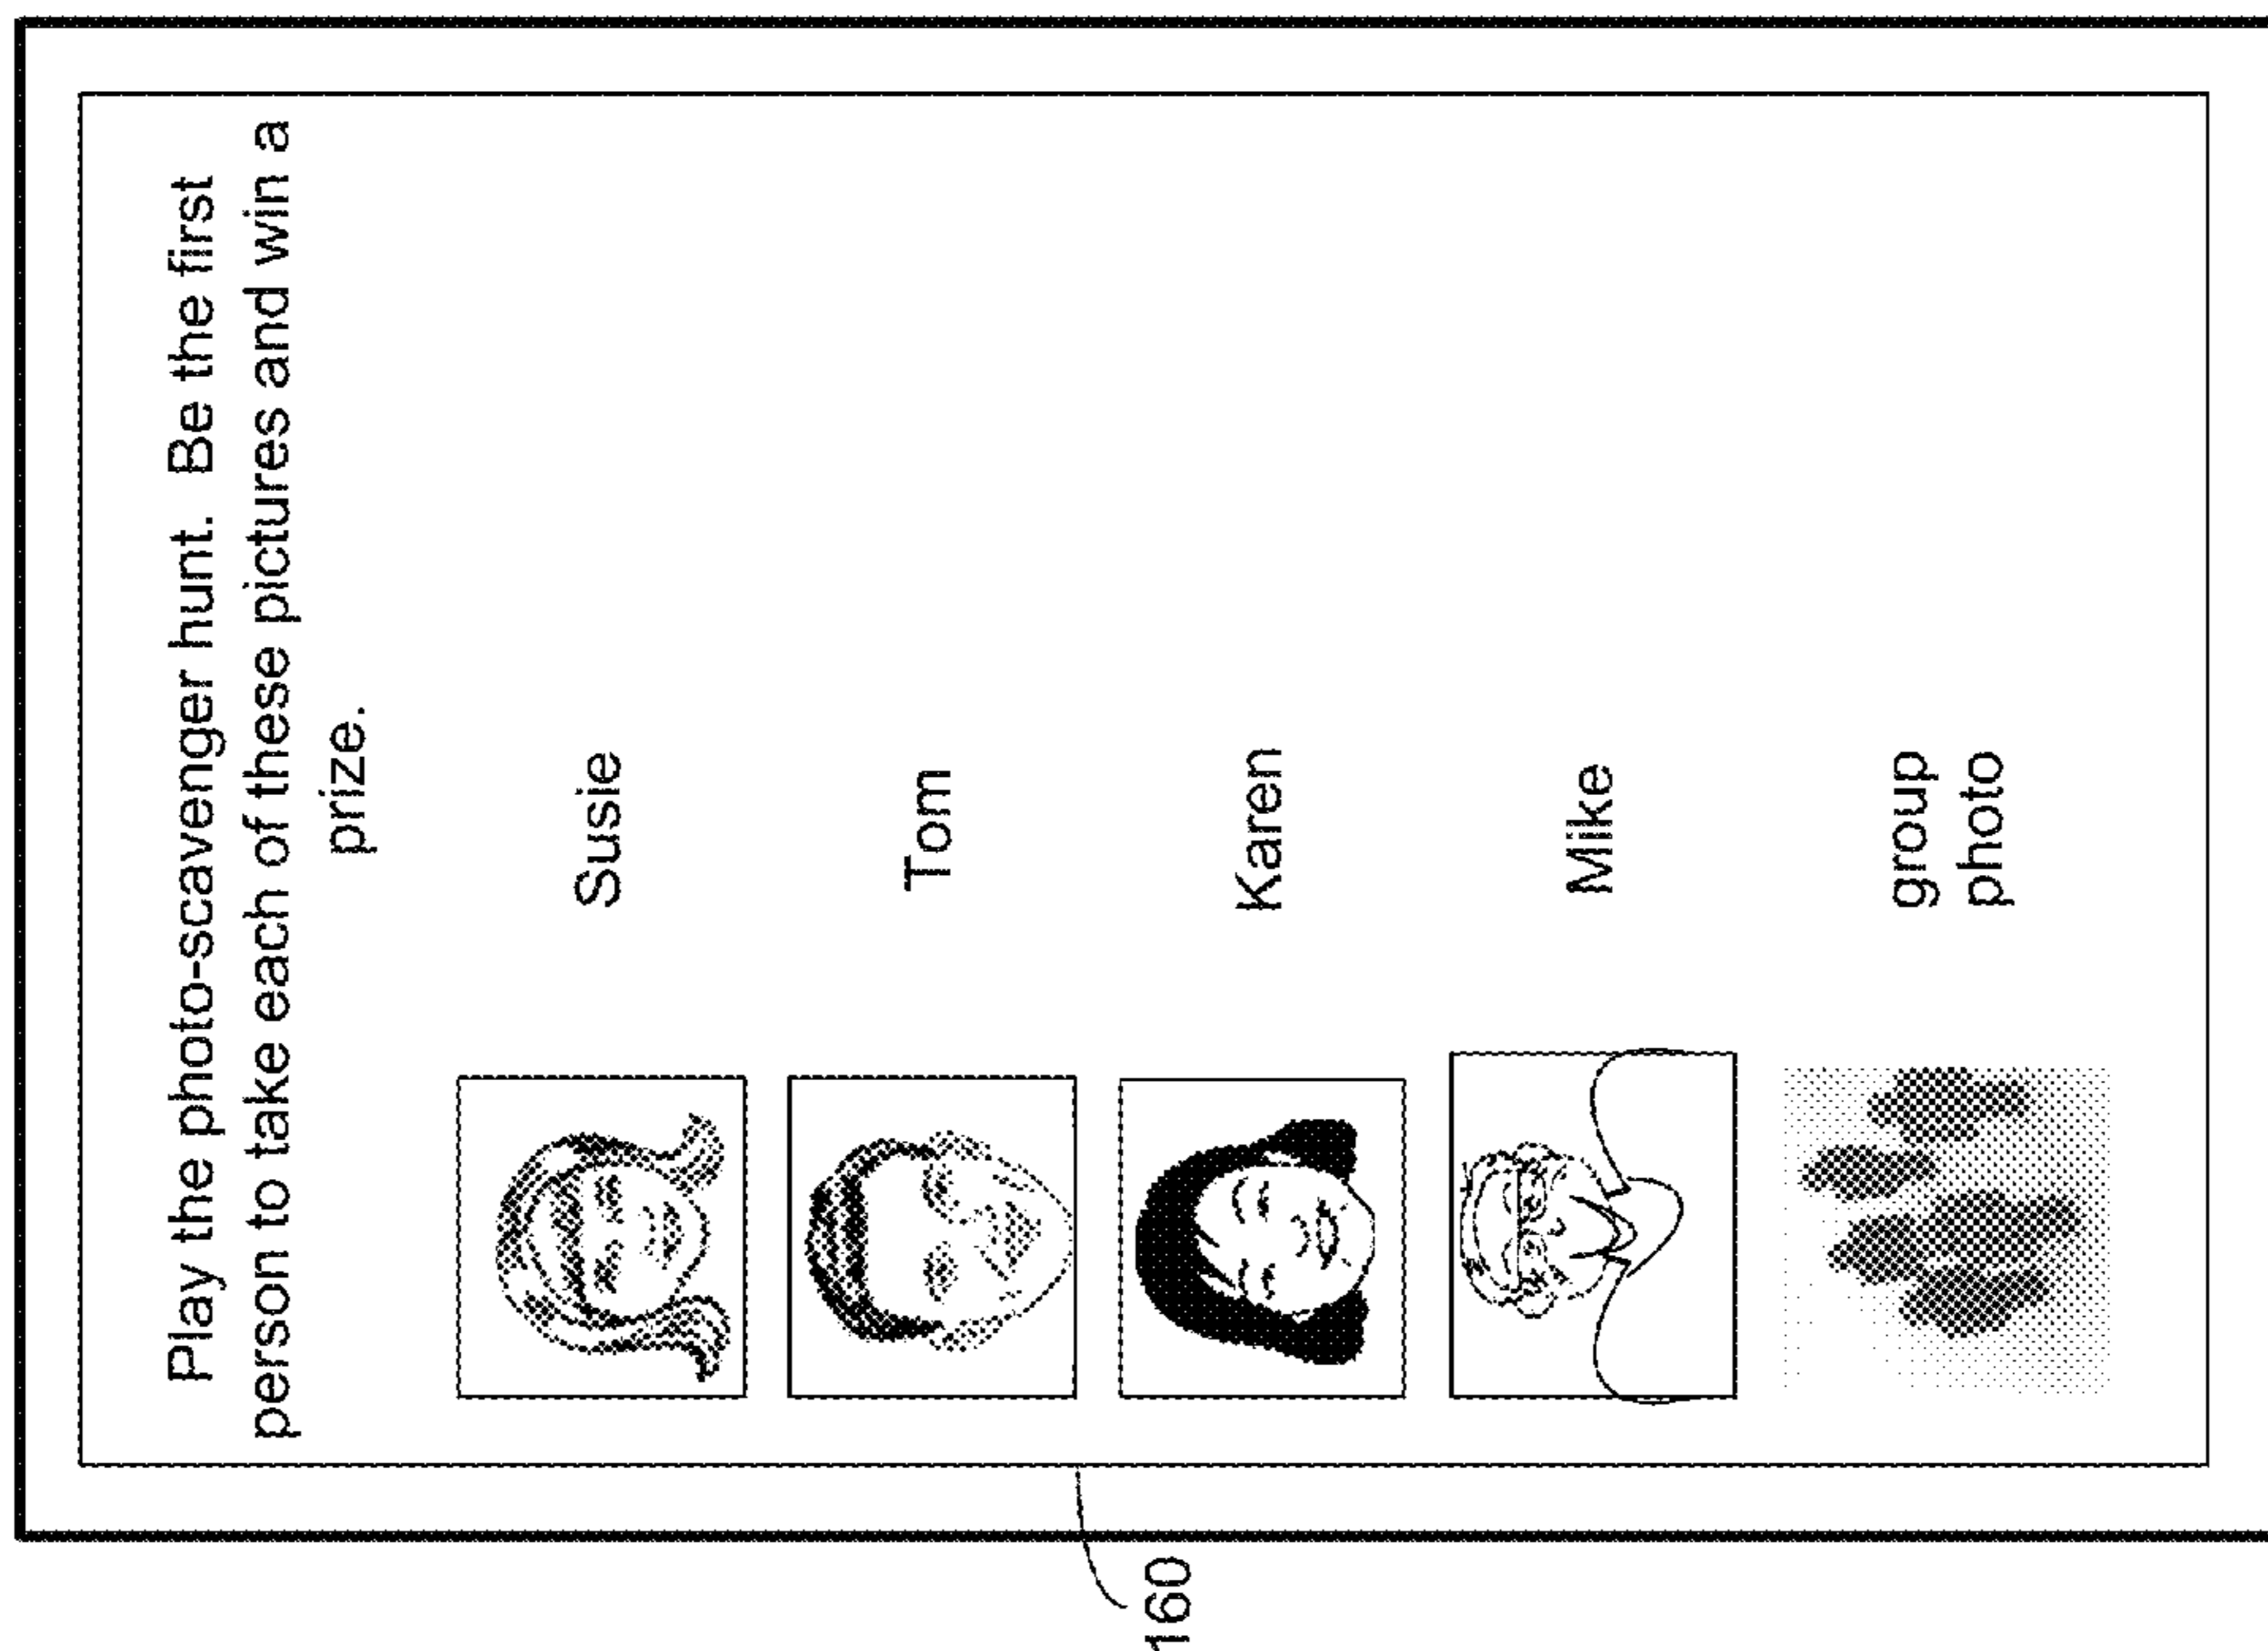 Play the photo-scavenger hunt. Be the first
person to take each of these pictures and win a
prize.
Susie
Tom
Karen
Mike
group
photo
160